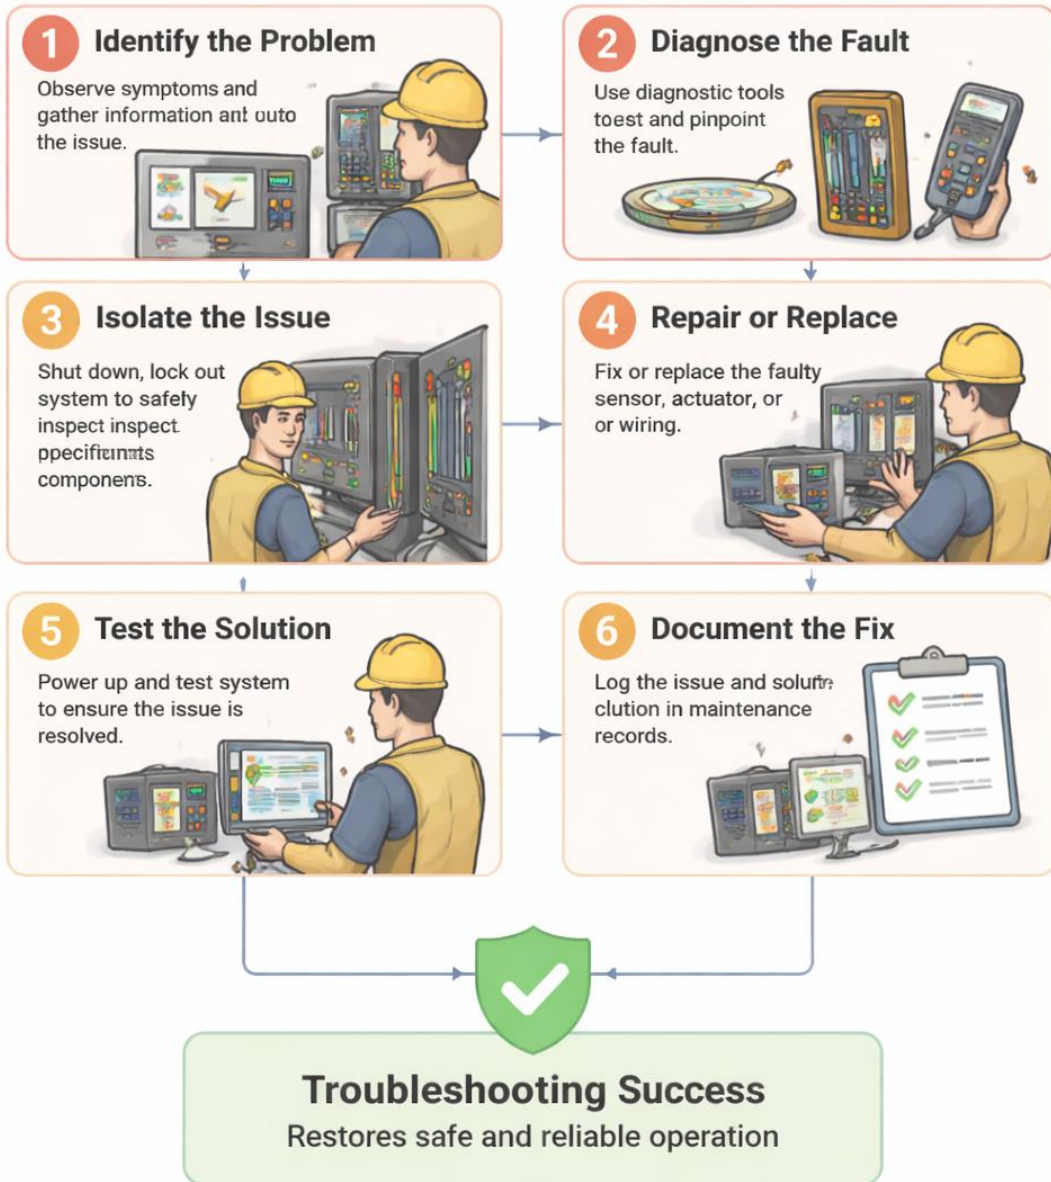 1 Identify the Problem
Observe symptoms and
gather information ant outo
the issue.
2 Diagnose the Fault
Use diagnostic tools
toest and pinpoint
the fault.
3 Isolate the Issue
Shut down, lock out
system to safely
inspect inspect
components.
4 Repair or Replace
Fix or replace the faulty
sensor, actuator, or
or wiring.
5 Test the Solution
Power up and test system
to ensure the issue is
resolved.
6 Document the Fix
Log the issue and
clution in maintenance
records.
Troubleshooting Success
Restores safe and reliable operation